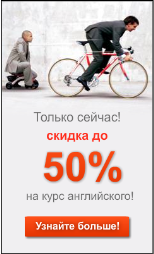 Только сейчас!
скидка до
50%
на курс английского!
Узнайте больше!